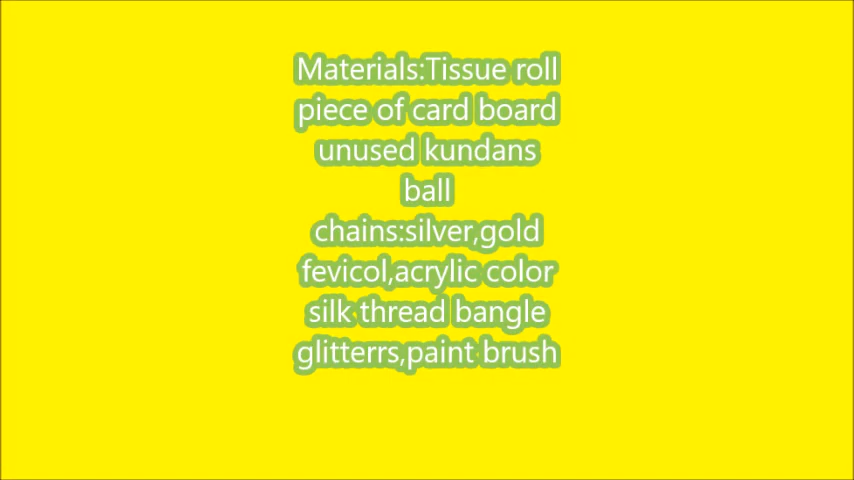 Materials:Tissue roll
piece of card board
unused kundans
ball
chains:silver,gold
fevicol,acrylic color
silk thread bangle
glitterrs,paint brush